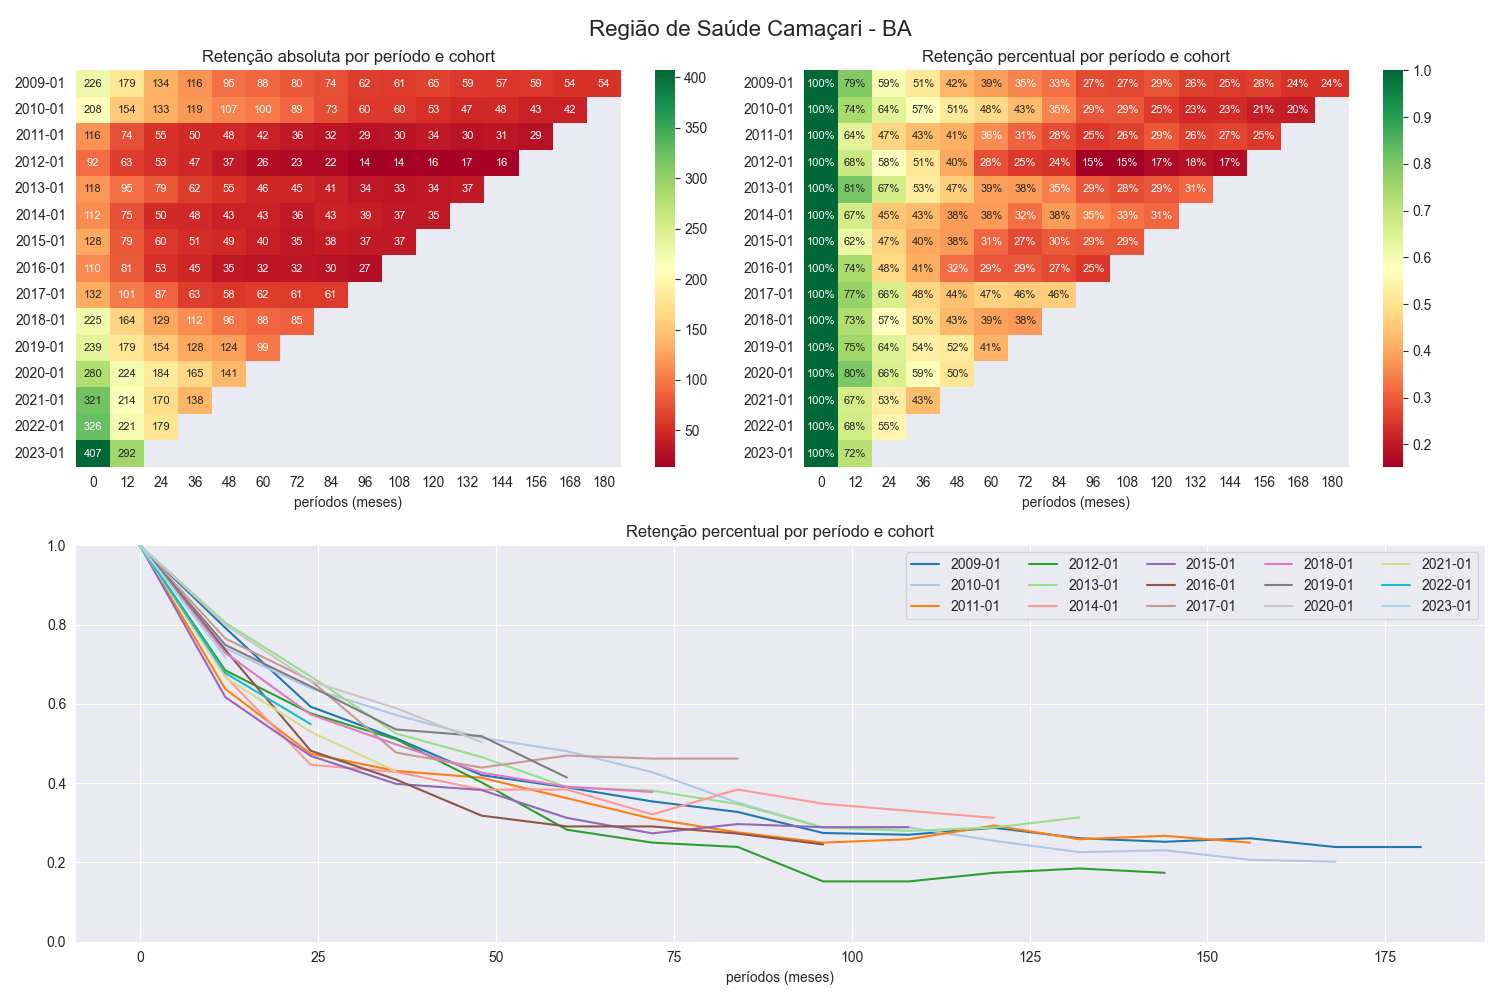 Região de Saúde Camaçari - BA
Retenção absoluta por período e cohort
2009-01 226 179 134 116 95 88 80 74 62 61 65 59 57 59 54 54
2010-01 208 154 133 119 107 100 89 73 60 60 53 47 48 43 42
2011-01 116 74 55 50 48 42 36 32 29 30 34 30 31 29
2012-01 92 63 53 47 37 26 23 22 14 14 16 17 16
2013-01 118 95 79 62 55 46 45 41 34 33 34 37
2014-01 112 75 50 48 43 43 36 43 39 37 35
2015-01 128 79 60 51 49 40 35 38 37 37
2016-01 110 81 53 45 35 32 32 30 27
2017-01 132 101 87 63 58 62 61 61
2018-01 225 164 129 112 96 88 85
2019-01 239 179 154 128 124 99
2020-01 280 224 184 165 141
2021-01 321 214 170 138
2022-01 326 221 179
2023-01 407 292
0 12 24 36 48 60 72 84 96 108 120 132 144 156 168 180
períodos (meses)
400
350
300
250
200
150
100
50
Retenção percentual por período e cohort
2009-01 100% 79% 59% 51% 42% 39% 35% 33% 27% 27% 29% 26% 25% 26% 24% 24%
2010-01 100% 74% 64% 57% 51% 48% 43% 35% 29% 29% 25% 23% 23% 21% 20%
2011-01 100% 64% 47% 43% 41% 36% 31% 28% 25% 26% 29% 26% 27% 25%
2012-01 100% 68% 58% 51% 40% 28% 25% 24% 15% 15% 17% 18% 17%
2013-01 100% 81% 67% 53% 47% 39% 38% 35% 29% 28% 29% 31%
2014-01 100% 67% 45% 43% 38% 38% 32% 38% 35% 33% 31%
2015-01 100% 62% 47% 40% 38% 31% 27% 30% 29% 29%
2016-01 100% 74% 48% 41% 32% 29% 29% 27% 25%
2017-01 100% 77% 66% 48% 44% 47% 46% 46%
2018-01 100% 73% 57% 50% 43% 39% 38%
2019-01 100% 75% 64% 54% 52% 41%
2020-01 100% 80% 66% 59% 50%
2021-01 100% 67% 53% 43%
2022-01 100% 68% 55%
2023-01 100% 72%
0 12 24 36 48 60 72 84 96 108 120 132 144 156 168 180
períodos (meses)
1.0
0.9
0.8
0.7
0.6
0.5
0.4
0.3
0.2
Retenção percentual por período e cohort
1.0
0.8
0.6
0.4
0.2
0.0
2009-01 2012-01 2015-01 2018-01 2021-01
2010-01 2013-01 2016-01 2019-01 2022-01
2011-01 2014-01 2017-01 2020-01 2023-01
0 25 50 75 100 125 150 175
períodos (meses)